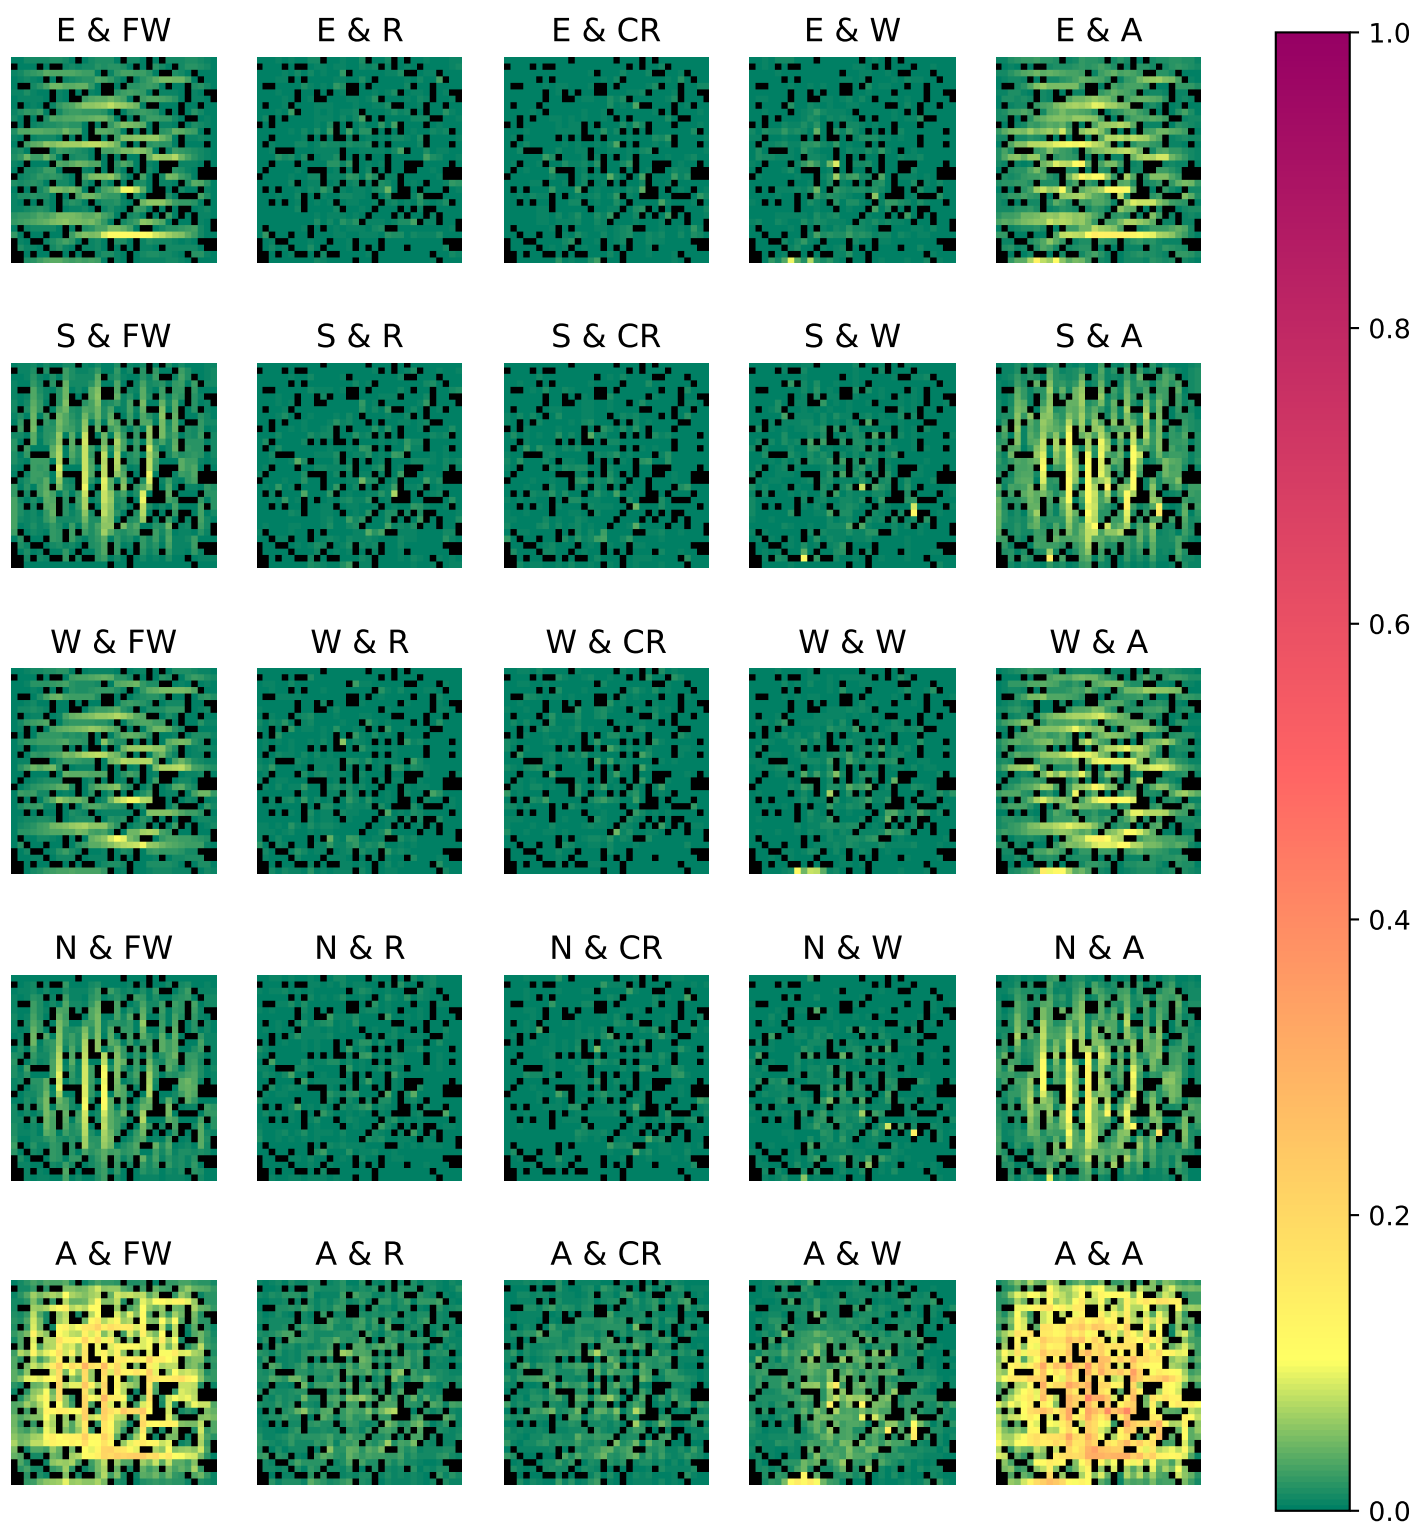 E & FW
E & R
E & CR
E & W
E & A
1.0
S & FW
S & R
S & CR
S & W
S & A
0.8
W & FW
W & R
W & CR
W & W
W & A
0.6
N & FW
N & R
N & CR
N & W
N & A
0.4
A & FW
A & R
A & CR
A & W
A & A
0.2
0.0